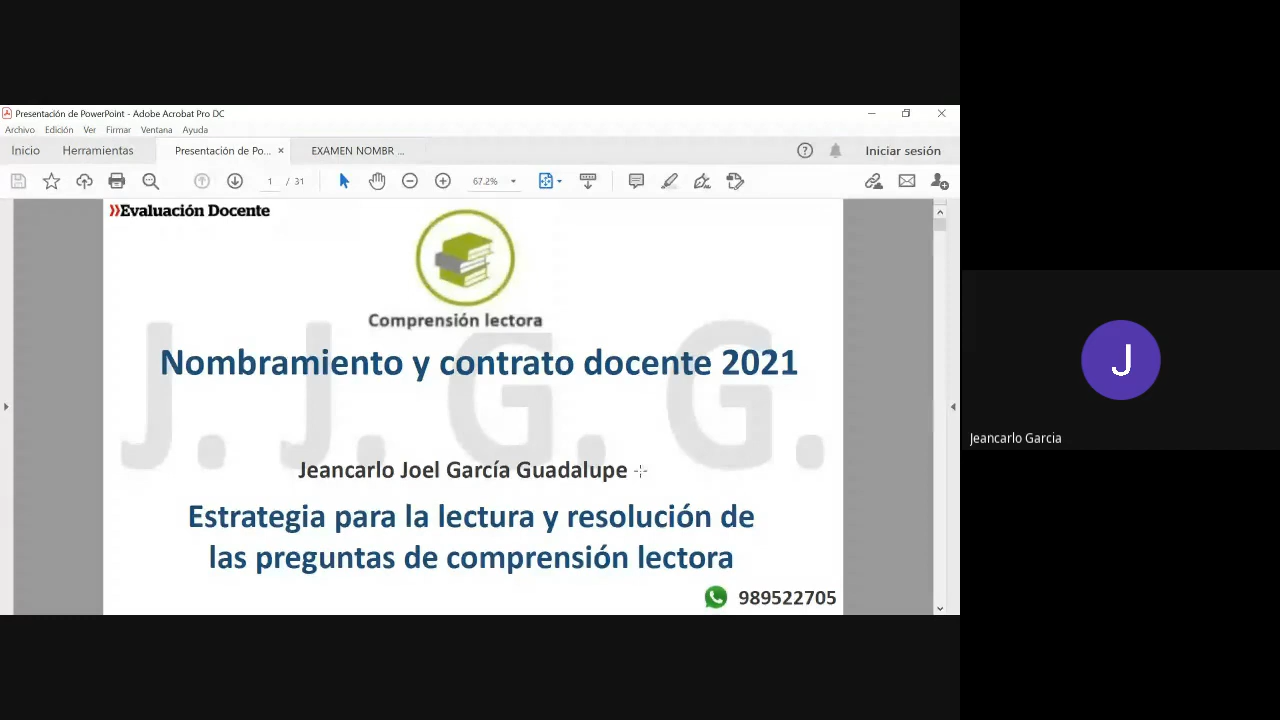 Presentación de PowerPoint - Adobe Acrobat Pro DC
Archivo Edición Ver Firmar Ventana Ayuda
Inicio Herramientas Presentación de Po... × EXAMEN NOMBR ... Iniciar sesión
1 / 31 67.2%
»Evaluación Docente
Comprensión lectora
J. J. G. G.
Nombramiento y contrato docente 2021
Jeancarlo Joel García Guadalupe
Estrategia para la lectura y resolución de
las preguntas de comprensión lectora
989522705
J
Jeancarlo Garcia